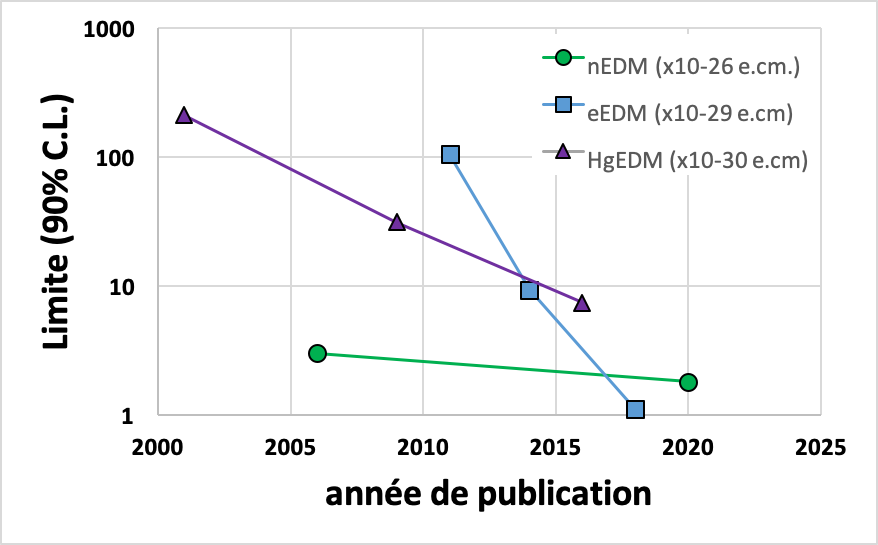 1000
100
10
1
Limite (90% C.L.)
nEDM (x10-26 e.cm.)
eEDM (x10-29 e.cm)
HgEDM (x10-30 e.cm)
2000 2005 2010 2015 2020 2025
année de publication